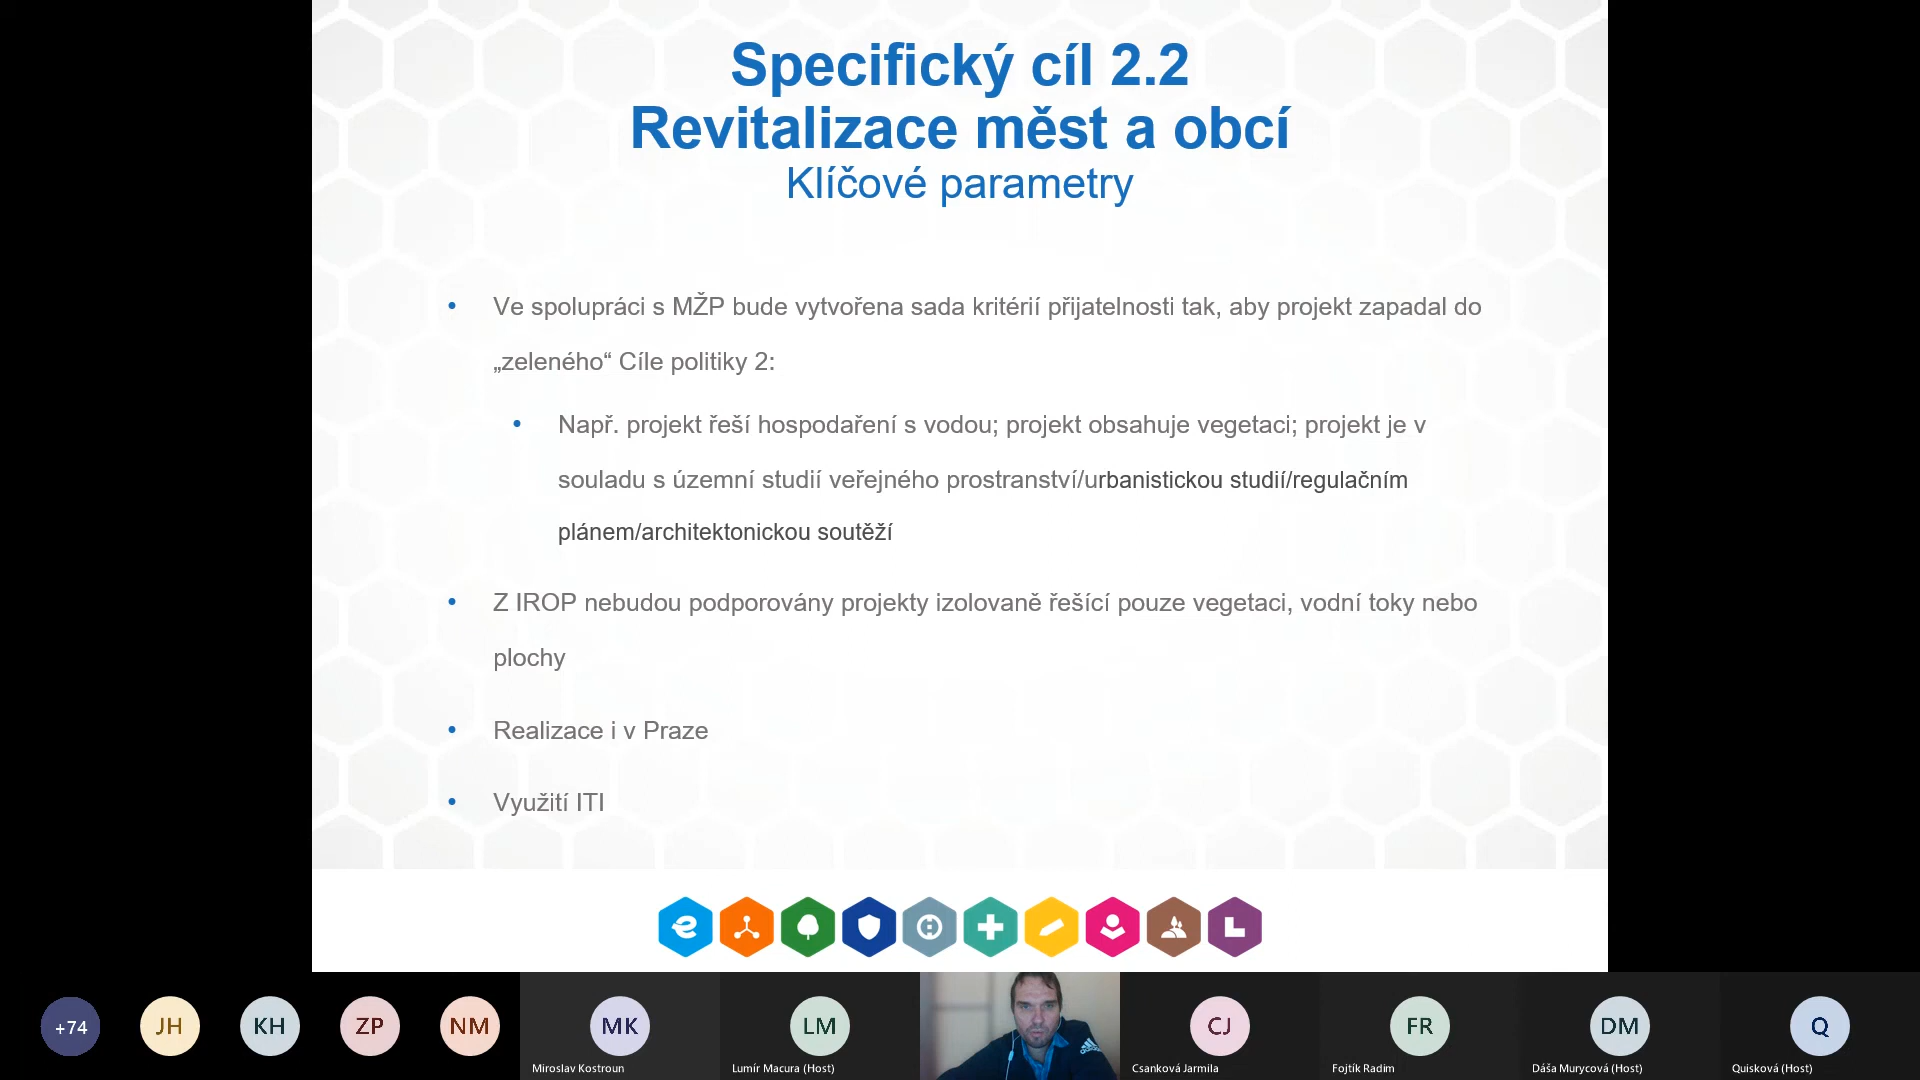 Specifický cíl 2.2
Revitalizace měst a obcí
Klíčové parametry
• Ve spolupráci s MŽP bude vytvořena sada kritérií přijatelnosti tak, aby projekt zapadal do
„zeleného“ Cíle politiky 2:
• Např. projekt řeší hospodaření s vodou; projekt obsahuje vegetaci; projekt je v
souladu s územní studií veřejného prostranství/urbanistickou studií/regulačním
plánem/architektonickou soutěží
• Z IROP nebudou podporovány projekty izolovaně řešící pouze vegetaci, vodní toky nebo
plochy
• Realizace i v Praze
• Využití ITI
+74
JH
KH
ZP
NM
MK
LM
CJ
FR
DM
Q
adidas
Miroslav Kostroun
Lumír Macura (Host)
Csanková Jarmila
Fojtík Radim
Dáša Murycová (Host)
Quisková (Host)